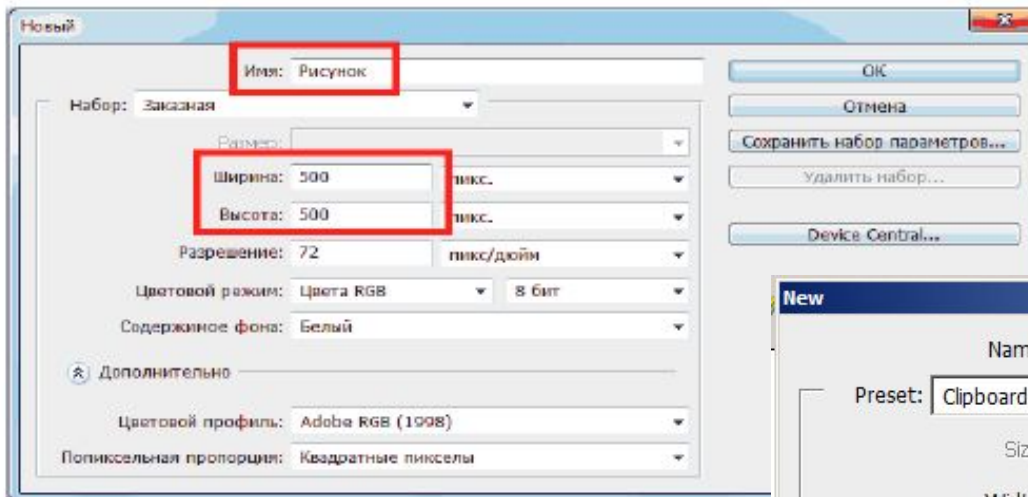 Новый
Имя: Рисунок
Набор: Заказная
Размер:
Ширина: 500 пикс.
Высота: 500 пикс.
Разрешение: 72 пикс/дюйм
Цветовой режим: Цвета RGB 8 бит
Содержимое фона: Белый
Дополнительно
Цветовой профиль: Adobe RGB (1998)
Попиксельная пропорция: Квадратные пикселы
OK
Отмена
Сохранить набор параметров...
Удалить набор...
Device Central...
New
Nam
Preset: Clipboard
Siz